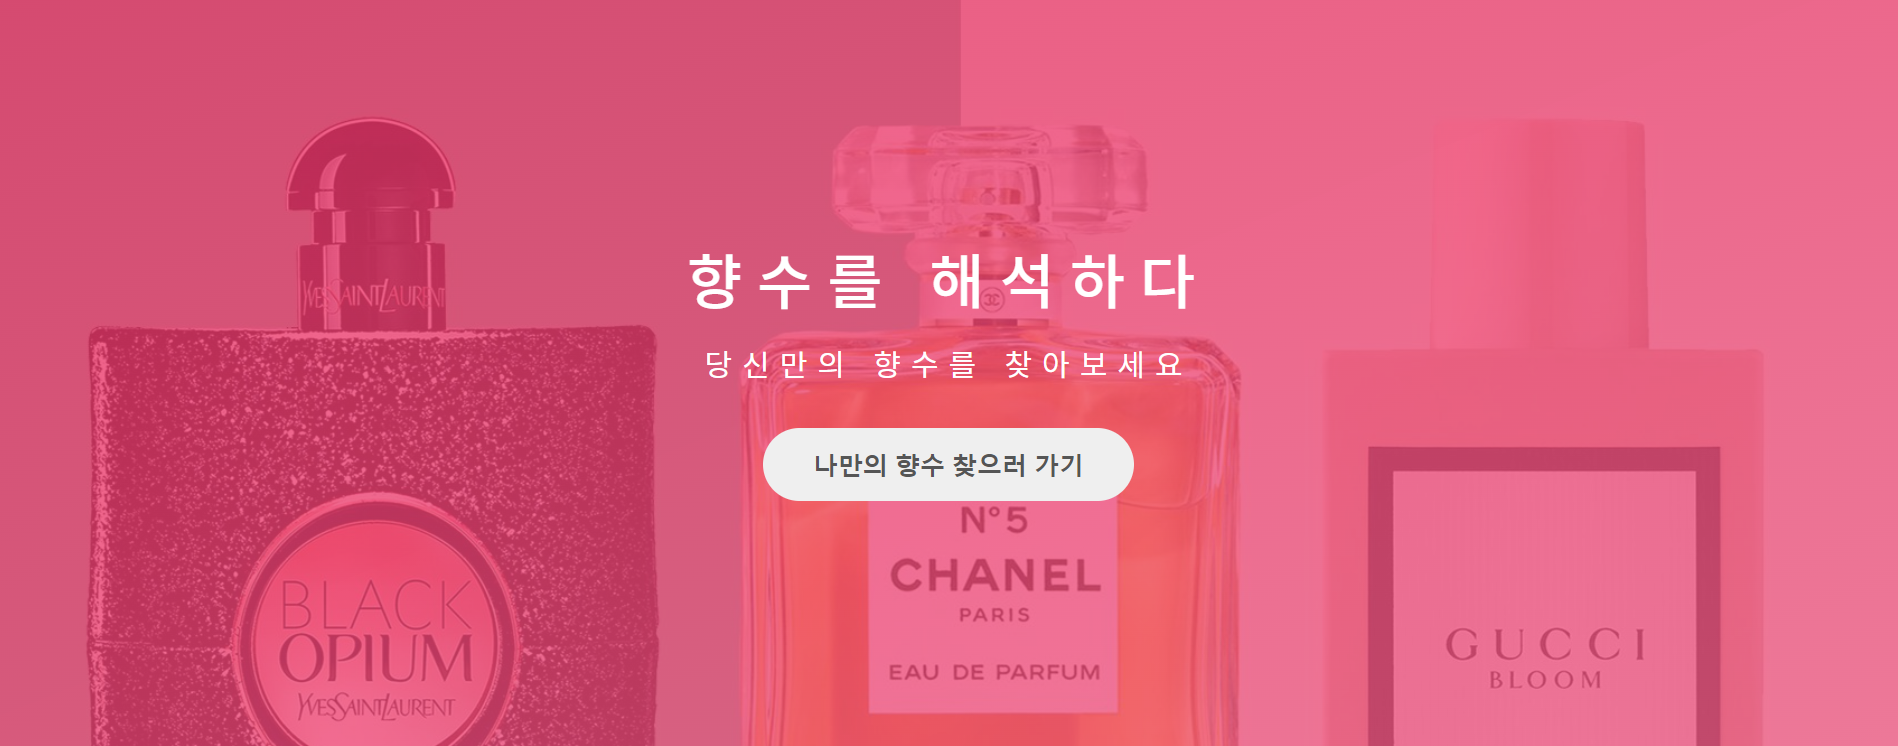 향수를 해석하다
당신만의 향수를 찾아보세요
나만의 향수 찾으러 가기
YVESSAINTLAURENT
BLACK
OPIUM
YVESSAINTLAURENT
N°5
CHANEL
PARIS
EAU DE PARFUM
GUCCI
BLOOM